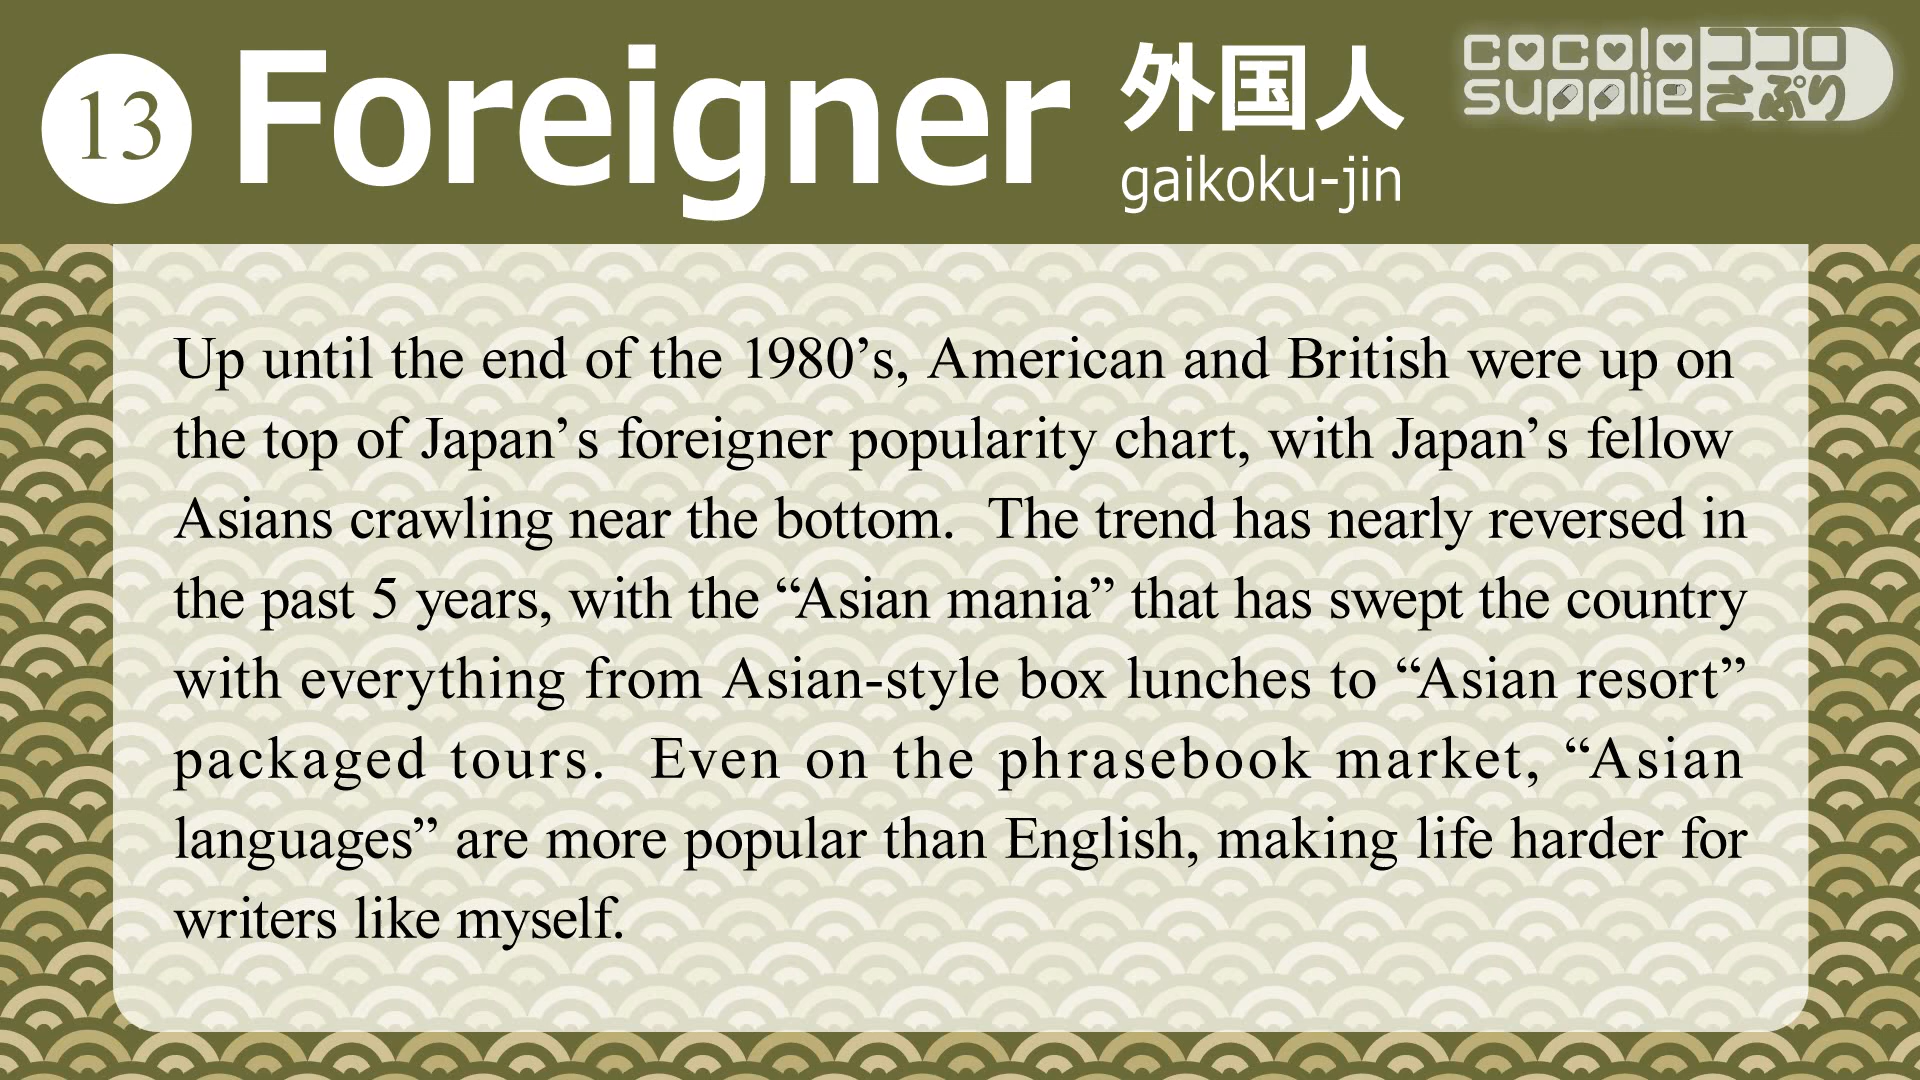 13 Foreigner 外国人
gaikoku-jin
cocolo ココロ
supplie さぷり
Up until the end of the 1980’s, American and British were up on
the top of Japan’s foreigner popularity chart, with Japan’s fellow
Asians crawling near the bottom.  The trend has nearly reversed in
the past 5 years, with the “Asian mania” that has swept the country
with everything from Asian-style box lunches to “Asian resort”
packaged tours.  Even on the phrasebook market, “Asian
languages” are more popular than English, making life harder for
writers like myself.